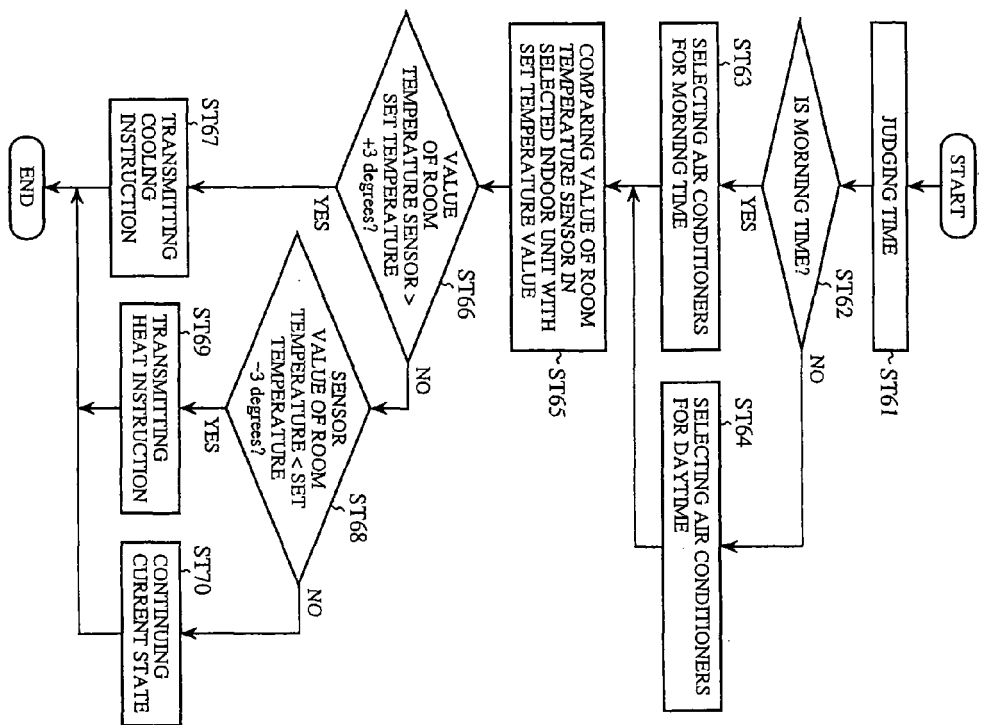 START
JUDGING TIME
ST61
IS MORNING TIME?
ST62
YES
NO
ST63
SELECTING AIR CONDITIONERS
FOR MORNING TIME
ST64
SELECTING AIR CONDITIONERS
FOR DAYTIME
COMPARING VALUE OF ROOM
TEMPERATURE SENSOR IN
SELECTED INDOOR UNIT WITH
SET TEMPERATURE VALUE
ST65
VALUE
OF ROOM
TEMPERATURE SENSOR >
SET TEMPERATURE
+3 degrees?
ST66
YES
NO
SENSOR
VALUE OF ROOM
TEMPERATURE < SET
TEMPERATURE
-3 degrees?
ST68
YES
NO
ST67
TRANSMITTING
COOLING
INSTRUCTION
ST69
TRANSMITTING
HEAT INSTRUCTION
ST70
CONTINUING
CURRENT STATE
END